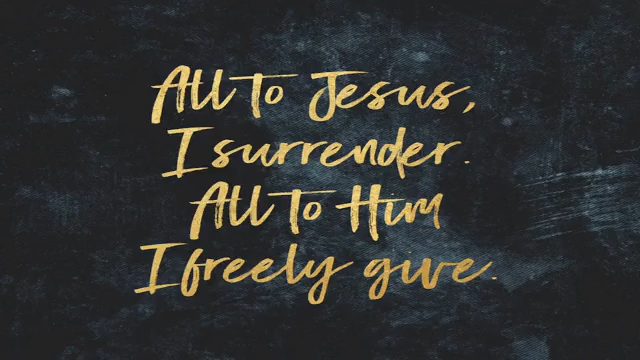 All to Jesus,
I surrender.
All to Him
I freely give.